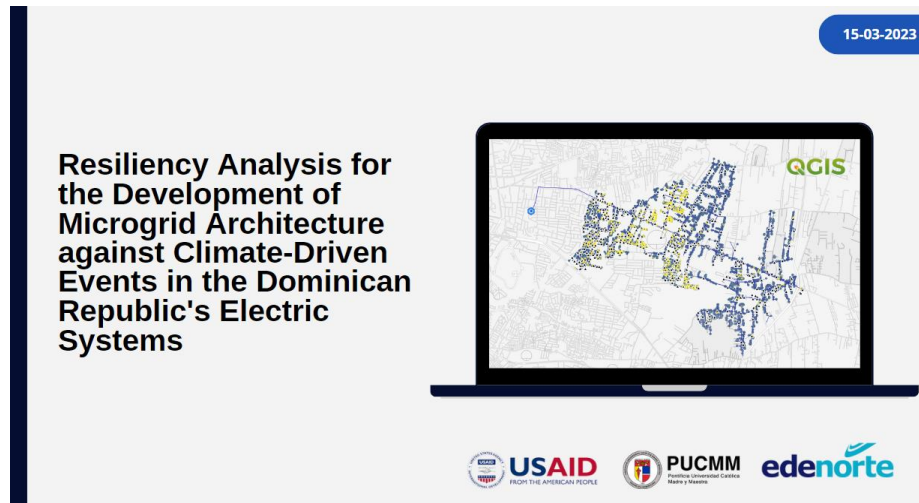 15-03-2023
Resiliency Analysis for
the Development of
Microgrid Architecture
against Climate-Driven
Events in the Dominican
Republic's Electric
Systems
QGIS
USAID
FROM THE AMERICAN PEOPLE
PUCMM
Pontificia Universidad Católica
Madre y Maestra
edenorte